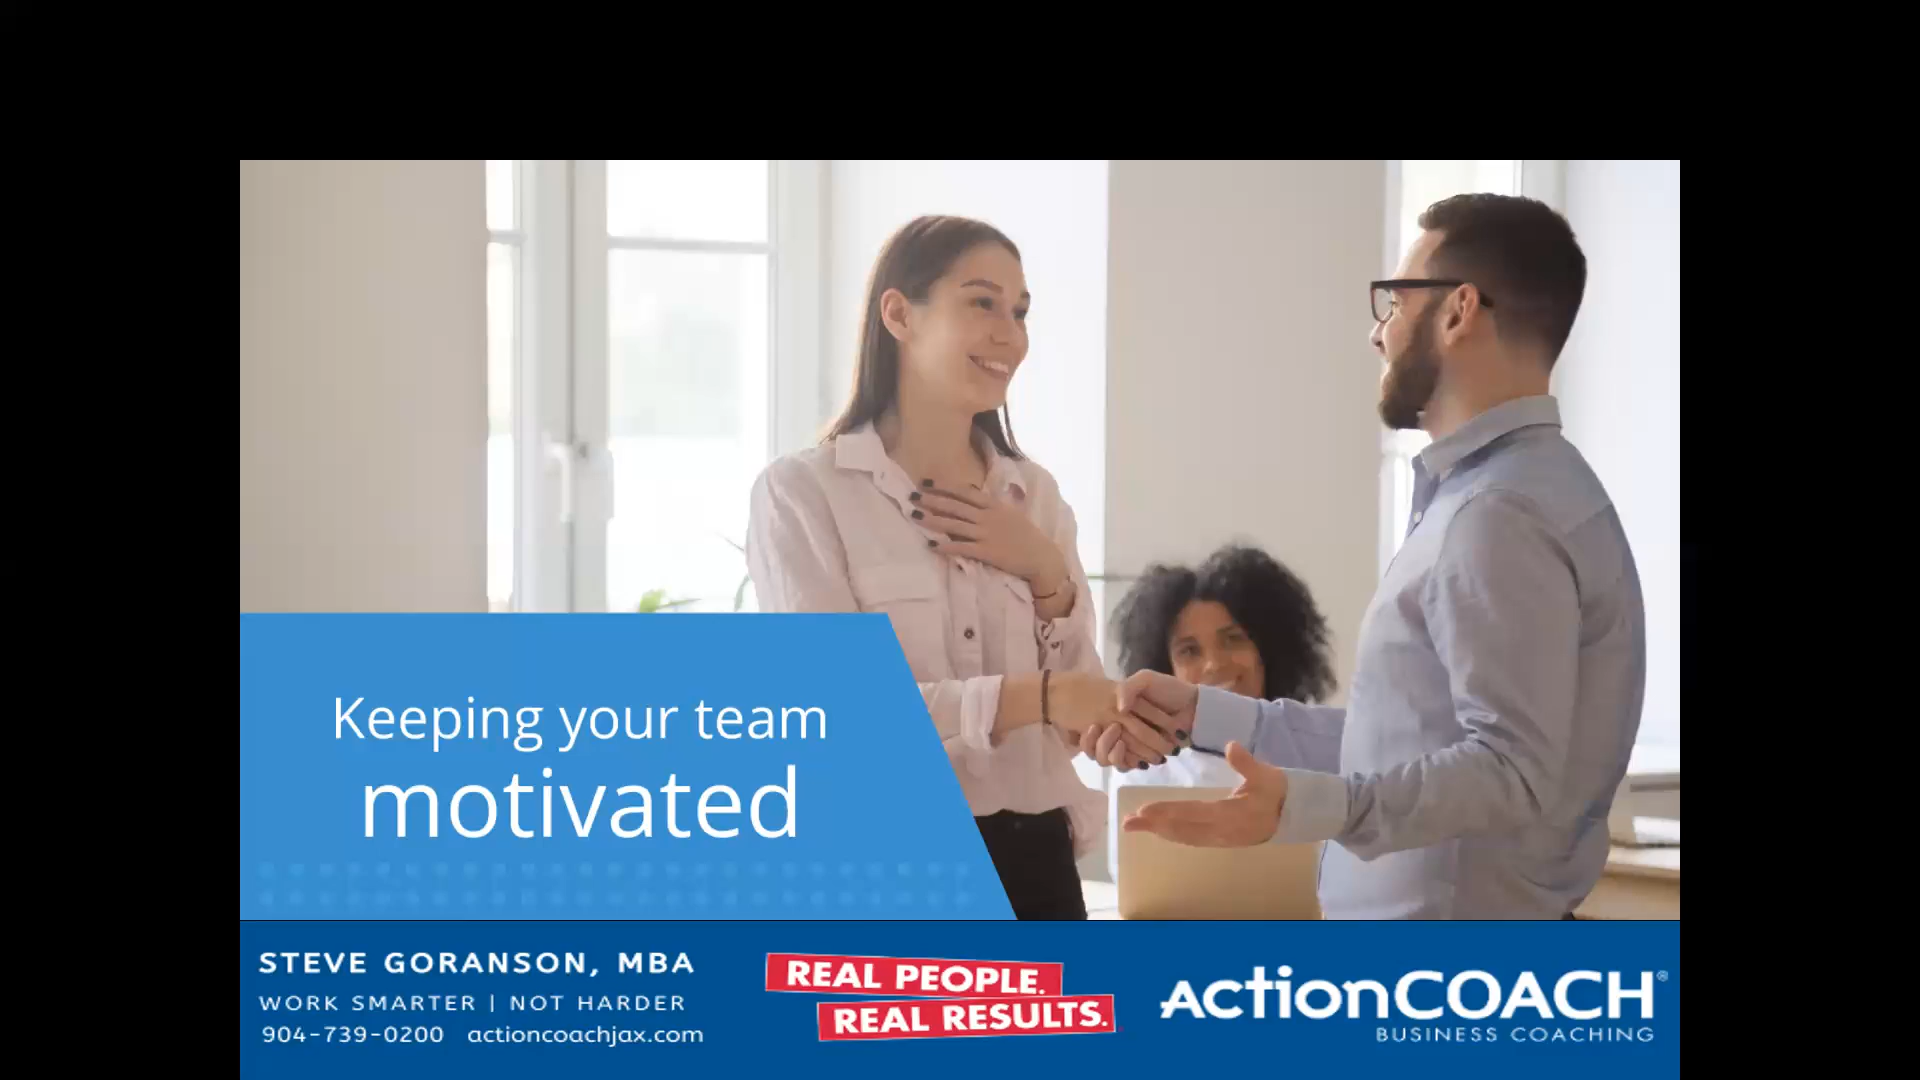 Keeping your team
motivated
STEVE GORANSON, MBA
WORK SMARTER | NOT HARDER
904-739-0200 actioncoachjax.com
REAL PEOPLE.
REAL RESULTS.
ActionCOACH®
BUSINESS COACHING